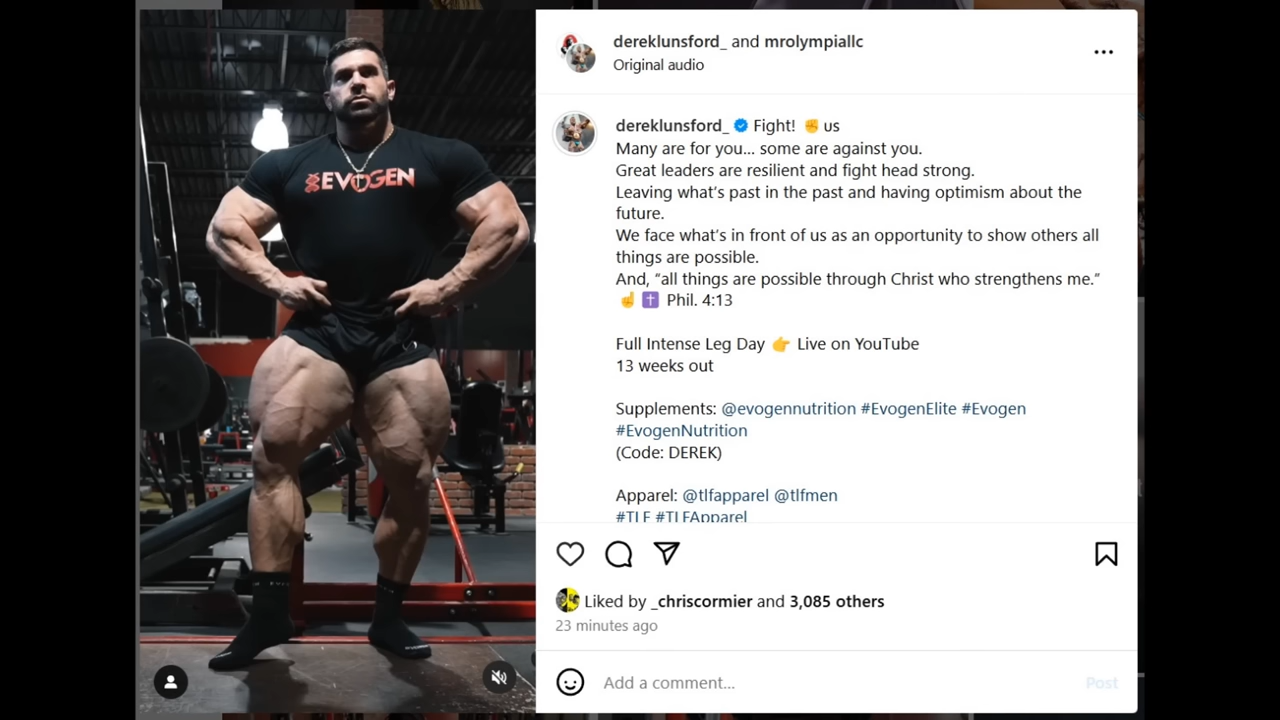 dereklunsford_ and mrolympiallc
Original audio
EVOGEN
dereklunsford_ Fight! ✊ us
Many are for you... some are against you.
Great leaders are resilient and fight head strong.
Leaving what's past in the past and having optimism about the
future.
We face what's in front of us as an opportunity to show others all
things are possible.
And, “all things are possible through Christ who strengthens me.”
☝️ ✝️ Phil. 4:13
Full Intense Leg Day 👉 Live on YouTube
13 weeks out
Supplements: @evogennutrition #EvogenElite #Evogen
#EvogenNutrition
(Code: DEREK)
Apparel: @tlfapparel @tlfmen
#TLF #TLFApparel
Liked by _chriscormier and 3,085 others
23 minutes ago
Add a comment...
Post